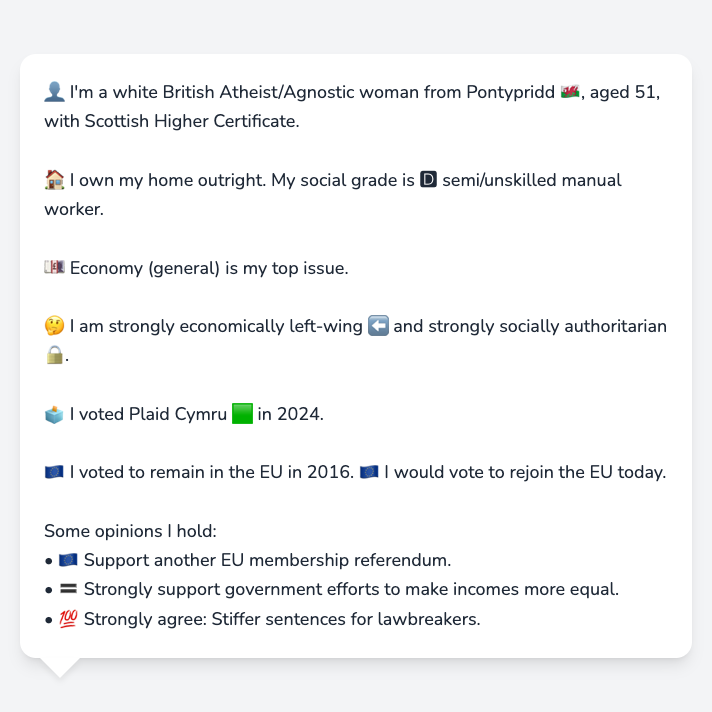 👤 I'm a white British Atheist/Agnostic woman from Pontypridd 🏴󠁧󠁢󠁷󠁬󠁳󠁿, aged 51,
with Scottish Higher Certificate.
🏠 I own my home outright. My social grade is 🅳 semi/unskilled manual
worker.
💷 Economy (general) is my top issue.
🤔 I am strongly economically left-wing ⬅️ and strongly socially authoritarian
🔒.
🗳️ I voted Plaid Cymru 🟩 in 2024.
🇪🇺 I voted to remain in the EU in 2016. 🇪🇺 I would vote to rejoin the EU today.
Some opinions I hold:
• 🇪🇺 Support another EU membership referendum.
• 🟰 Strongly support government efforts to make incomes more equal.
• 💯 Strongly agree: Stiffer sentences for lawbreakers.